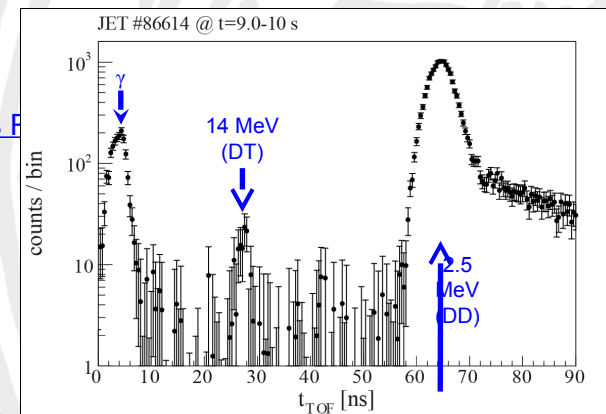 JET #86614 @ t=9.0-10 s
10³
10²
10
1
counts / bin
γ
14 MeV
(DT)
2.5
MeV
(DD)
0 10 20 30 40 50 60 70 80 90
t_TOF [ns]